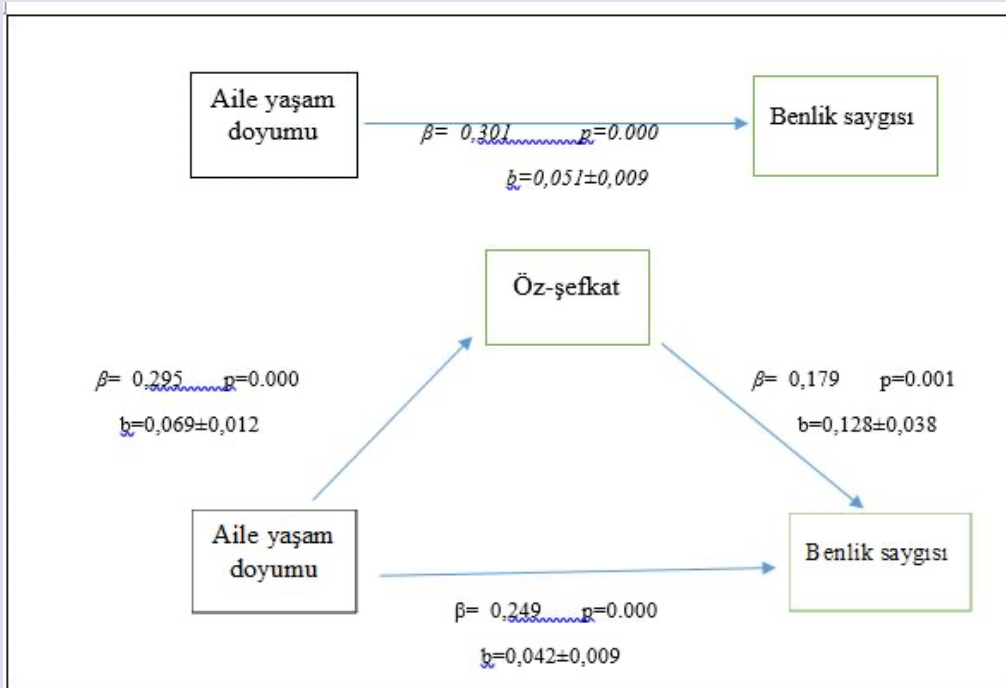 Aile yaşam
doyumu
Benlik saygısı
β= 0,301 p=0.000
b=0,051±0,009
Öz-şefkat
β= 0,295 p=0.000
b=0,069±0,012
β= 0,179 p=0.001
b=0,128±0,038
Aile yaşam
doyumu
Benlik saygısı
β= 0,249 p=0.000
b=0,042±0,009